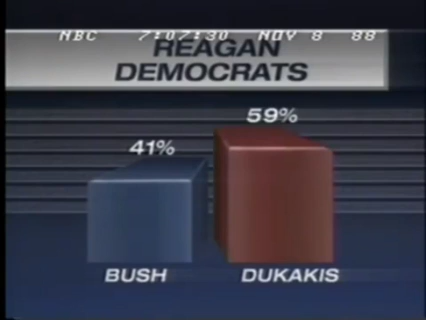 NBC 7:07:30 NOV 8 88
REAGAN
DEMOCRATS
59%
41%
BUSH DUKAKIS